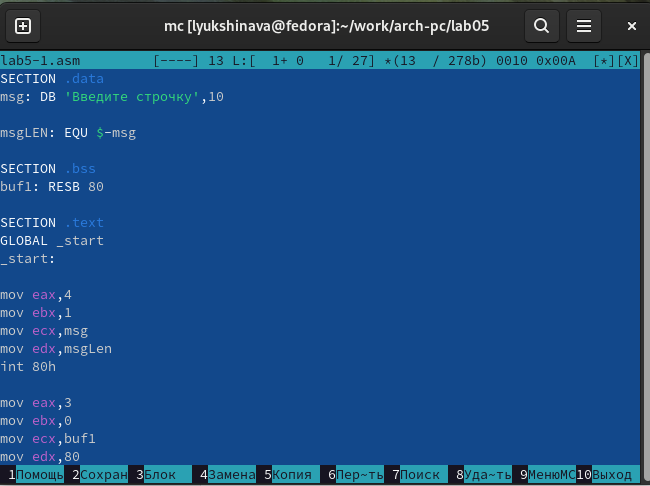 mc [lyukshinava@fedora]:~/work/arch-pc/lab05
lab5-1.asm [----] 13 L:[ 1+ 0 1/ 27] *(13 / 278b) 0010 0x00A [*][X]
SECTION .data
msg: DB 'Введите строчку',10
msgLEN: EQU $-msg
SECTION .bss
buf1: RESB 80
SECTION .text
GLOBAL _start
_start:
mov eax,4
mov ebx,1
mov ecx,msg
mov edx,msgLen
int 80h
mov eax,3
mov ebx,0
mov ecx,buf1
mov edx,80
1Помощь 2Сохран 3Блок 4Замена 5Копия 6Пер~ть 7Поиск 8Уда~ть 9МенюMC 10Выход